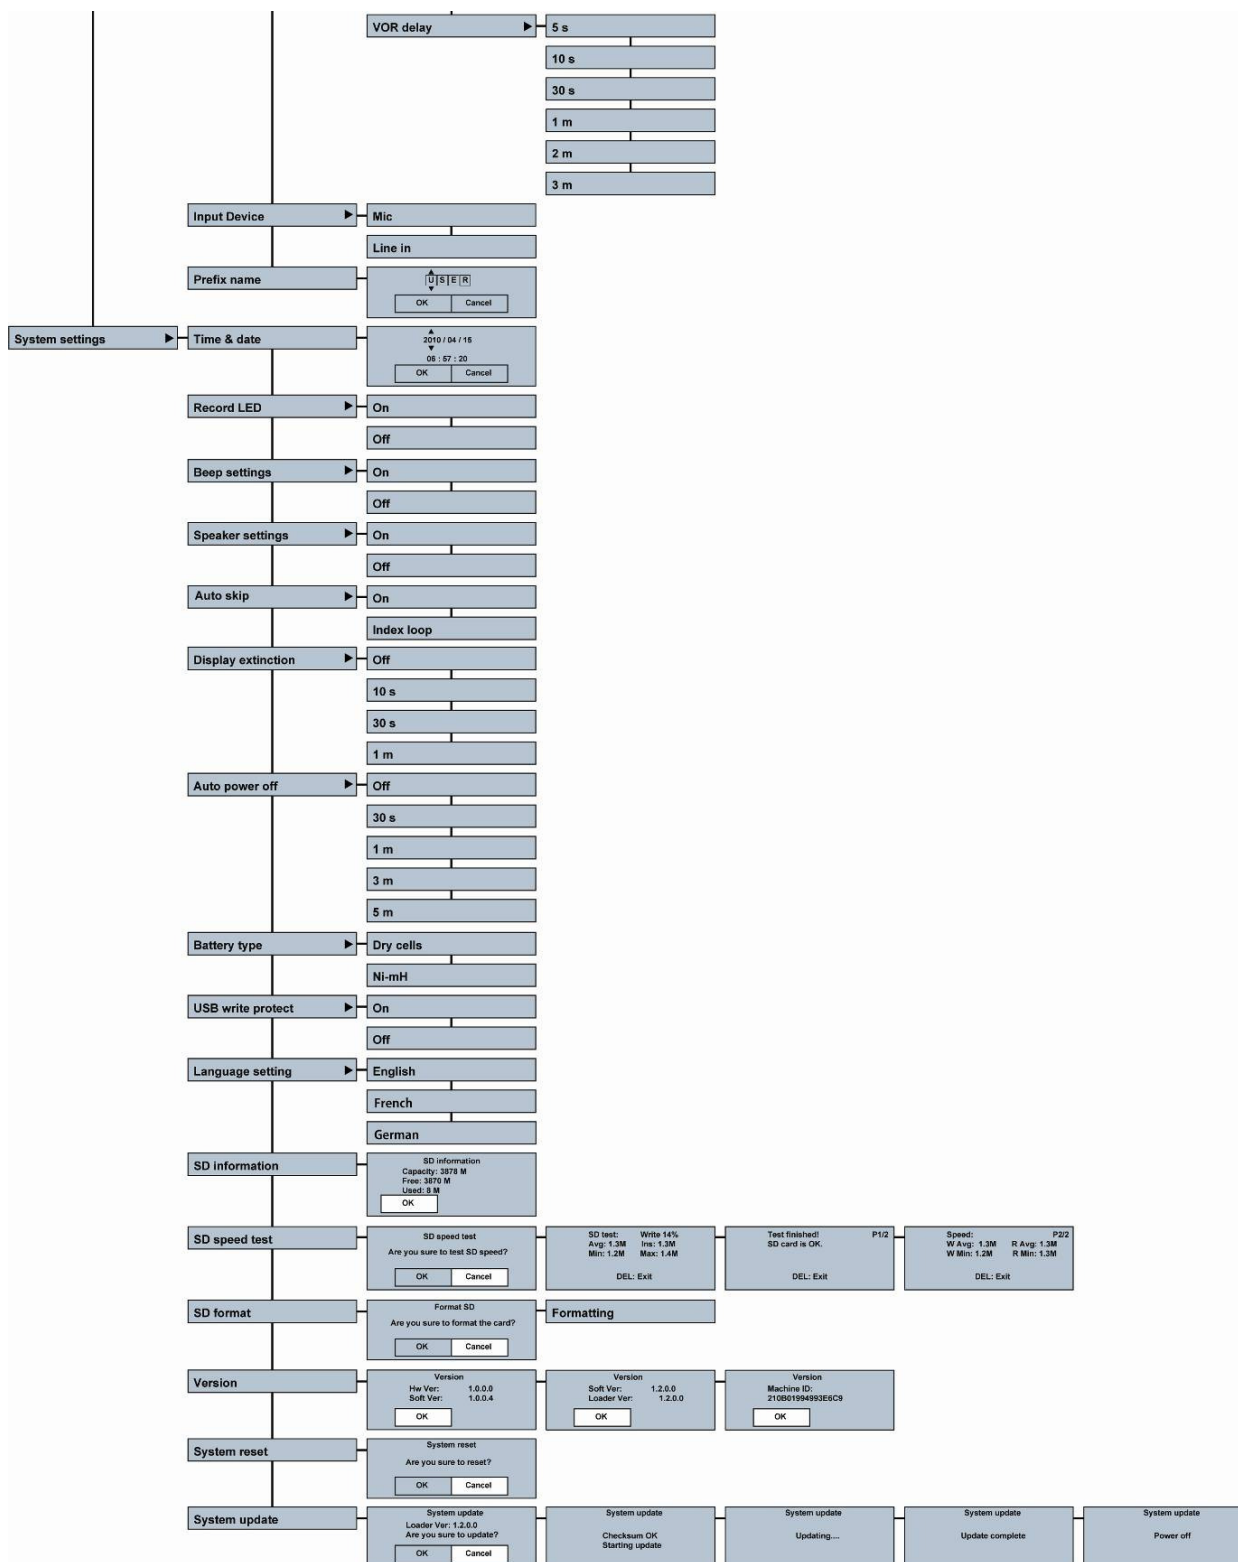 VOR delay
5 s
10 s
30 s
1 m
2 m
3 m
Input Device
Mic
Line in
Prefix name
U S E R
OK Cancel
System settings
Time & date
2010 / 04 / 15
06 : 57 : 20
OK Cancel
Record LED
On
Off
Beep settings
On
Off
Speaker settings
On
Off
Auto skip
On
Index loop
Display extinction
Off
10 s
30 s
1 m
Auto power off
Off
30 s
1 m
3 m
5 m
Battery type
Dry cells
Ni-mH
USB write protect
On
Off
Language setting
English
French
German
SD information
SD information
Capacity: 3878 M
Free: 3870 M
Used: 8 M
OK
SD speed test
SD speed test
Are you sure to test SD speed?
OK Cancel
SD test: Write 14%
Avg: 1.3M Ins: 1.3M
Min: 1.2M Max: 1.4M
DEL: Exit
Test finished! P1/2
SD card is OK.
DEL: Exit
Speed: P2/2
W Avg: 1.3M R Avg: 1.3M
W Min: 1.2M R Min: 1.3M
DEL: Exit
SD format
Format SD
Are you sure to format the card?
OK Cancel
Formatting
Version
Version
Hw Ver: 1.0.0.0
Soft Ver: 1.0.0.4
OK
Version
Soft Ver: 1.2.0.0
Loader Ver: 1.2.0.0
OK
Version
Machine ID:
210B01994993E6C9
OK
System reset
System reset
Are you sure to reset?
OK Cancel
System update
System update
Loader Ver: 1.2.0.0
Are you sure to update?
OK Cancel
System update
Checksum OK
Starting update
System update
Updating....
System update
Update complete
System update
Power off